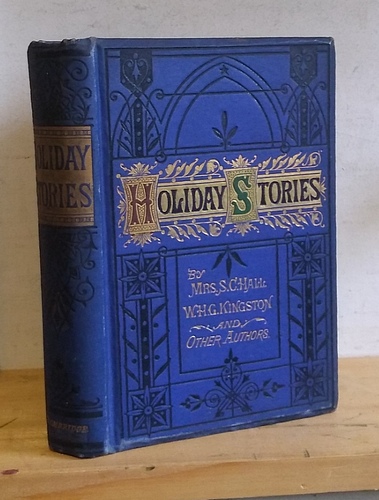 HOLIDAY STORIES
HOLIDAY STORIES
BY
MRS. S. C. HALL
W.H.G. KINGSTON
AND
OTHER AUTHORS.